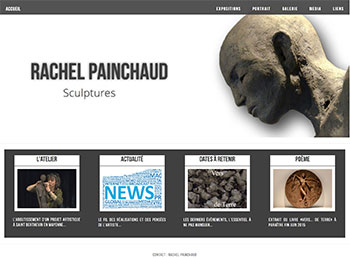 ACCUEIL
EXPOSITIONS PORTRAIT GALERIE MEDIA LIENS
RACHEL PAINCHAUD
Sculptures
L'ATELIER
L'ABOUTISSEMENT D'UN PROJET ARTISTIQUE
À SAINT BERTHEVIN EN MAYENNE...
ACTUALITÉ
NEWS
LE FIL DES RÉALISATIONS ET DES PENSÉES
DE L'ARTISTE.
DATES À RETENIR
Vers
de Terre
LES DERNIERS ÉVÉNEMENTS, L'ESSENTIEL À
NE PAS MANQUER...
POÈME
EXTRAIT DU LIVRE «VERS... DE TERRE» À
PARAÎTRE FIN JUIN 2015
CONTACT RACHEL PAINCHAUD